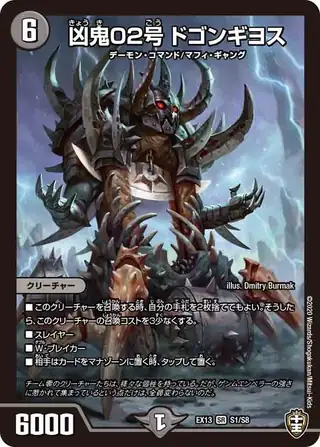 6
きょうき ごう
凶鬼02号 ドゴンギヨス
デーモン・コマンド/マフィ・ギャング
クリーチャー
illus. Dmitry Burmak
■このクリーチャーを召喚する時、自分の手札を2枚捨ててもよい。そうしたら、このクリーチャーの召喚コストを3少なくする。
■スレイヤー
■W・ブレイカー
■相手はカードをマナゾーンに置く時、タップして置く。
チーム零のクリーチャーたちは、様々な個性を持っている。だが、ゲンムエンペラーの強さに惹かれて集まっているという点だけは、全員変わらないのだ。
6000
1
EX13 SR S1/S8
©2020 Wizards/Shogakukan/Mitsui-Kids